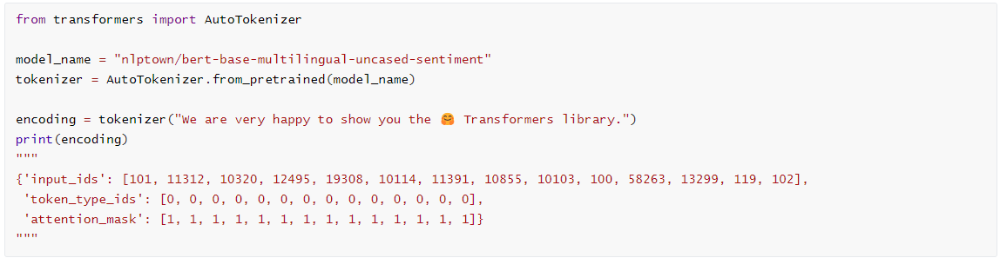 from transformers import AutoTokenizer
model_name = "nlptown/bert-base-multilingual-uncased-sentiment"
tokenizer = AutoTokenizer.from_pretrained(model_name)
encoding = tokenizer("We are very happy to show you the 🤗 Transformers library.")
print(encoding)
"""
{'input_ids': [101, 11312, 10320, 12495, 19308, 10114, 11391, 10855, 10103, 100, 58263, 13299, 119, 102],
 'token_type_ids': [0, 0, 0, 0, 0, 0, 0, 0, 0, 0, 0, 0, 0, 0],
 'attention_mask': [1, 1, 1, 1, 1, 1, 1, 1, 1, 1, 1, 1, 1, 1]}
"""